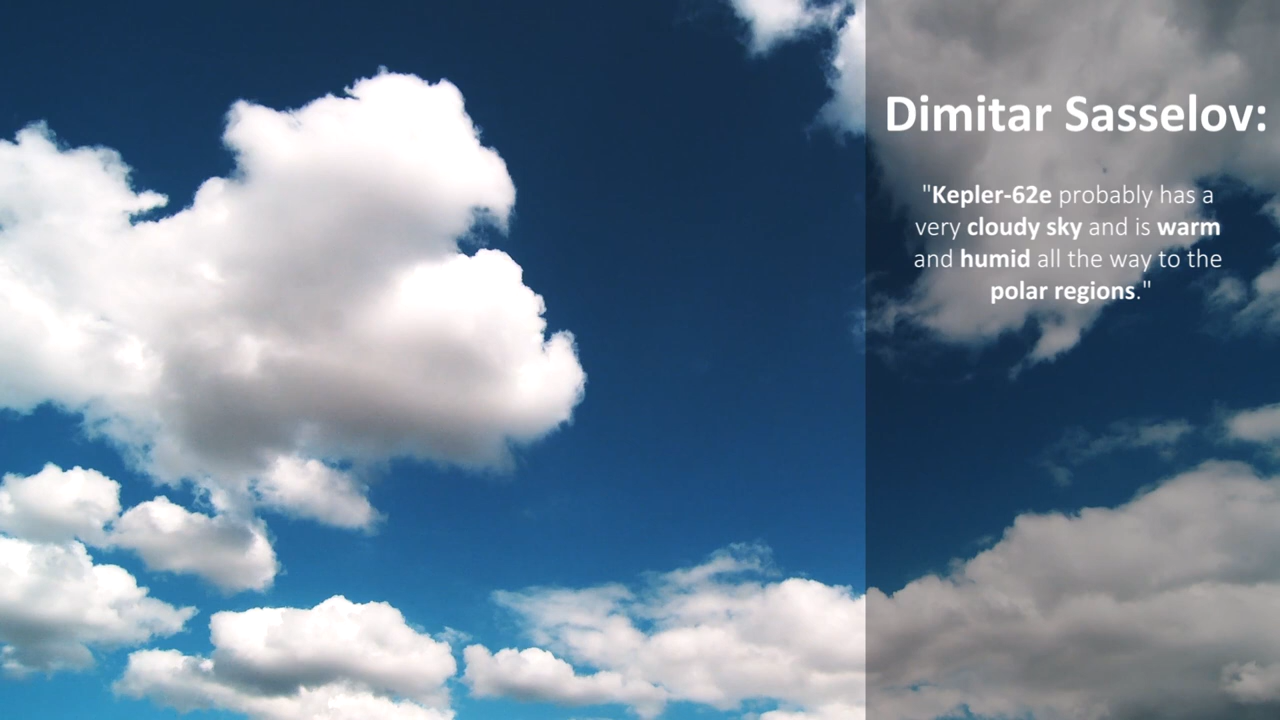 Dimitar Sasselov:
"Kepler-62e probably has a
very cloudy sky and is warm
and humid all the way to the
polar regions."